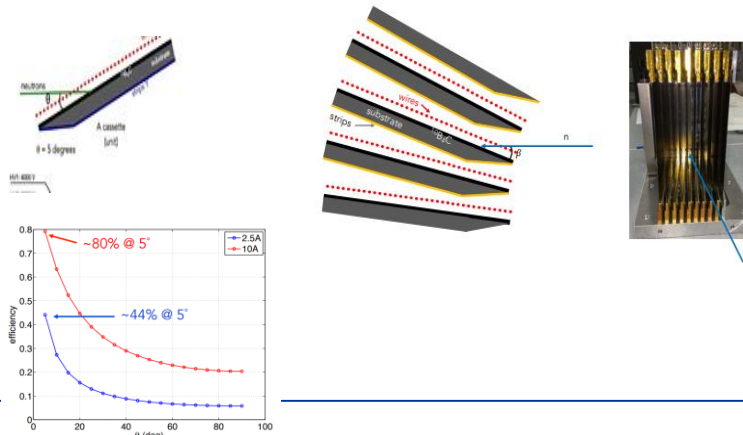 neutrons
θ
substrate
A cassette
[unit]
θ = 5 degrees
wires
substrate
strips
¹⁰B₄C
n
β
0.8
0.7
0.6
0.5
0.4
0.3
0.2
0.1
0
efficiency
~80% @ 5°
~44% @ 5°
2.5A
10A
0 20 40 60 80 100
(deg)